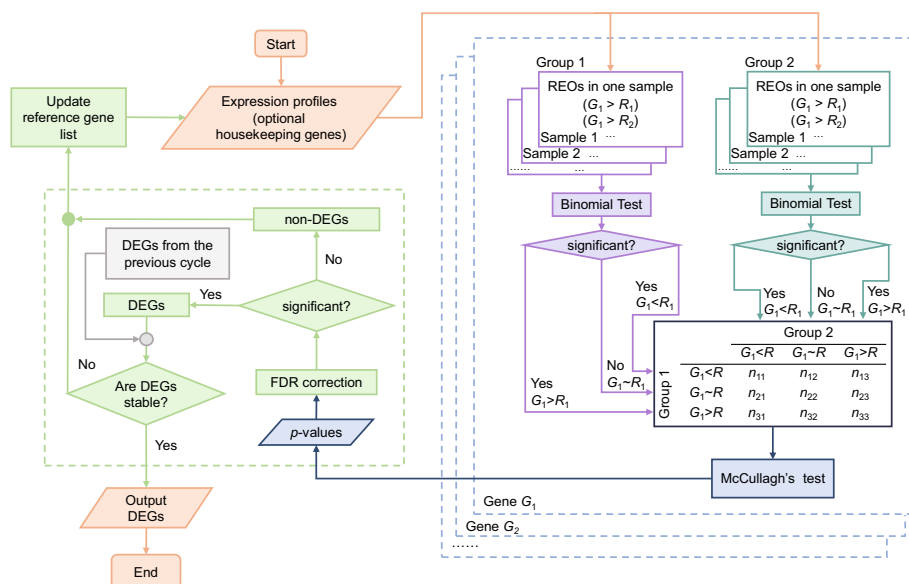 Start
Expression profiles
(optional
housekeeping genes)
Update
reference gene
list
non-DEGs
DEGs from the
previous cycle
No
significant?
Yes
DEGs
No
Are DEGs
stable?
FDR correction
Yes
p-values
Output
DEGs
End
Group 1
REOs in one sample
(G1 > R1)
(G1 > R2)
Sample 1 ...
Sample 2 ...
...... ...
Binomial Test
significant?
Yes
G1<R1
No
G1~R1
Yes
G1>R1
Group 2
REOs in one sample
(G1 > R1)
(G1 > R2)
Sample 1 ...
Sample 2 ...
...... ...
Binomial Test
significant?
Yes
G1<R1
No
G1~R1
Yes
G1>R1
Group 2
G1<R G1~R G1>R
Group 1
G1<R n11 n12 n13
G1~R n21 n22 n23
G1>R n31 n32 n33
McCullagh's test
Gene G1
Gene G2
......